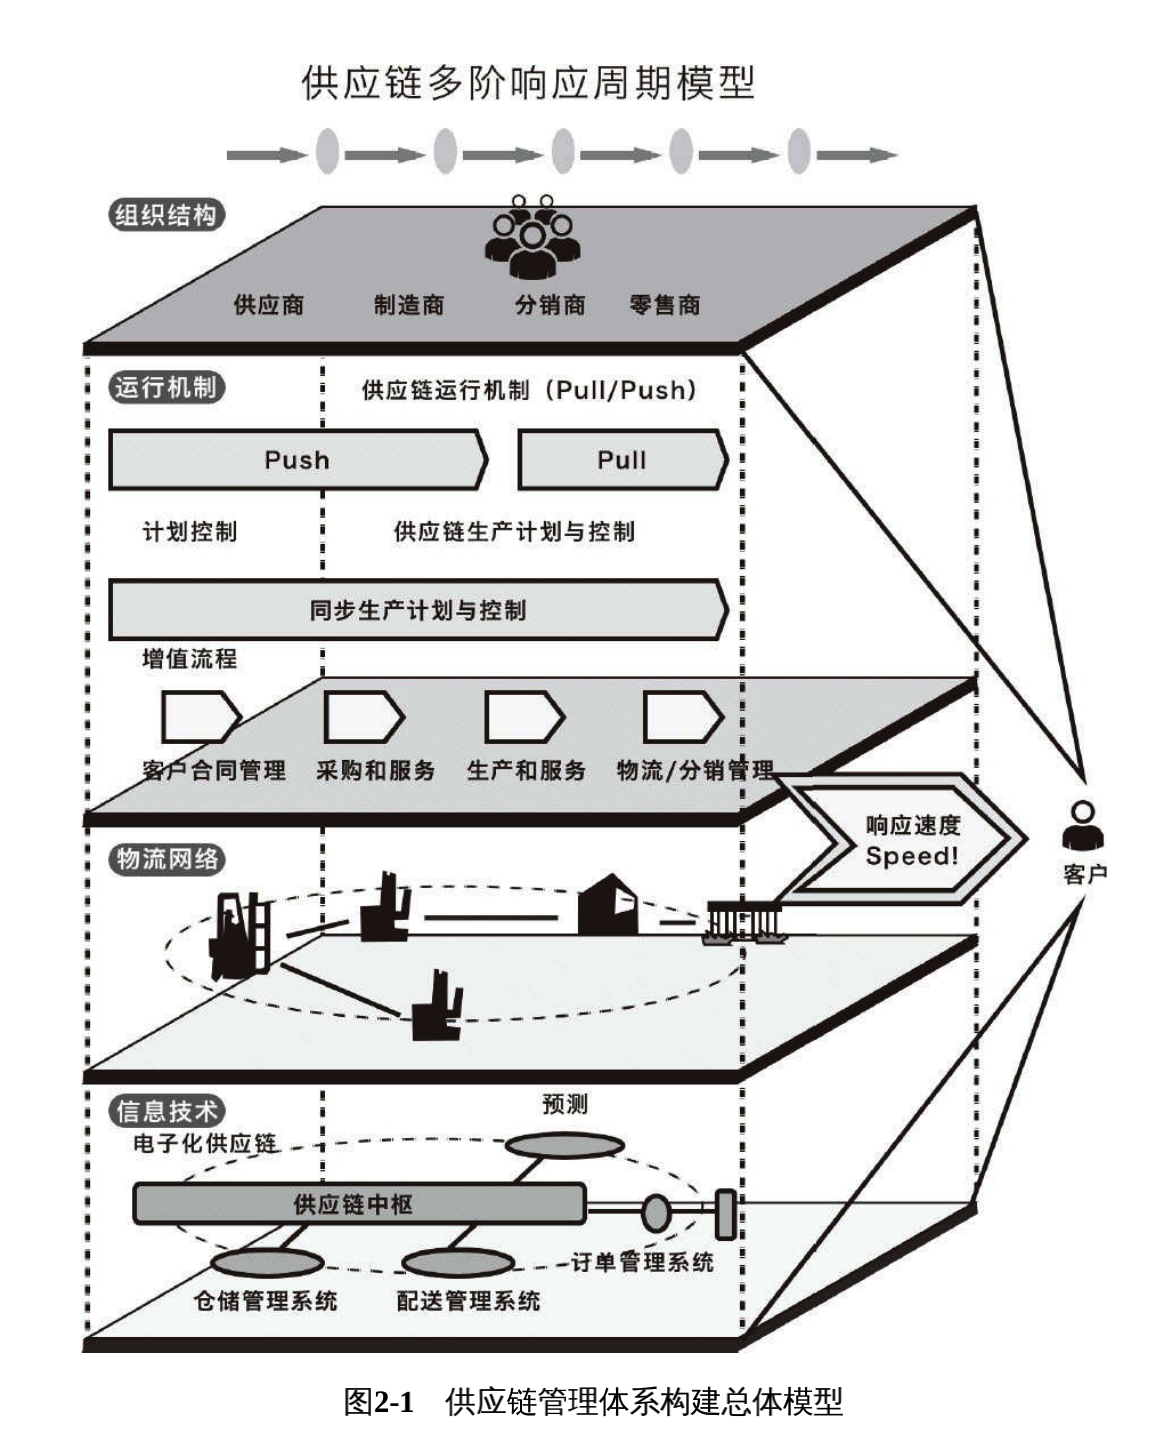 供应链多阶响应周期模型
组织结构
供应商 制造商 分销商 零售商
运行机制
供应链运行机制（Pull/Push）
Push Pull
计划控制 供应链生产计划与控制
同步生产计划与控制
增值流程
客户合同管理 采购和服务 生产和服务 物流/分销管理
响应速度
Speed!
客户
物流网络
信息技术
预测
电子化供应链
供应链中枢
订单管理系统
仓储管理系统 配送管理系统
图2-1 供应链管理体系构建总体模型